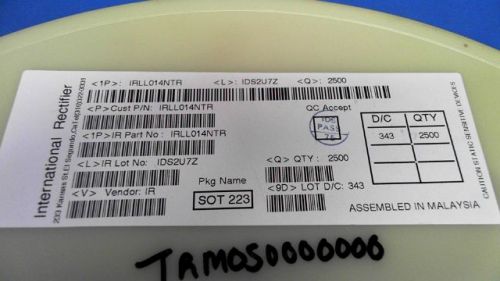 International Rectifier
<1P>: IRLL014NTR <L>: IDS2U7Z <Q>: 2500
<P>Cust P/N: IRLL014NTR
QC Accept
PASS
D/C QTY
343 2500
<1P>IR Part No : IRLL014NTR
<L>IR Lot No: IDS2U7Z
<Q> QTY : 2500
<V> Vendor: IR
Pkg Name
SOT 223
<9D> LOT D/C: 343
ASSEMBLED IN MALAYSIA
CAUTION STATIC SENSITIVE DEVICES
TRMOS0000000